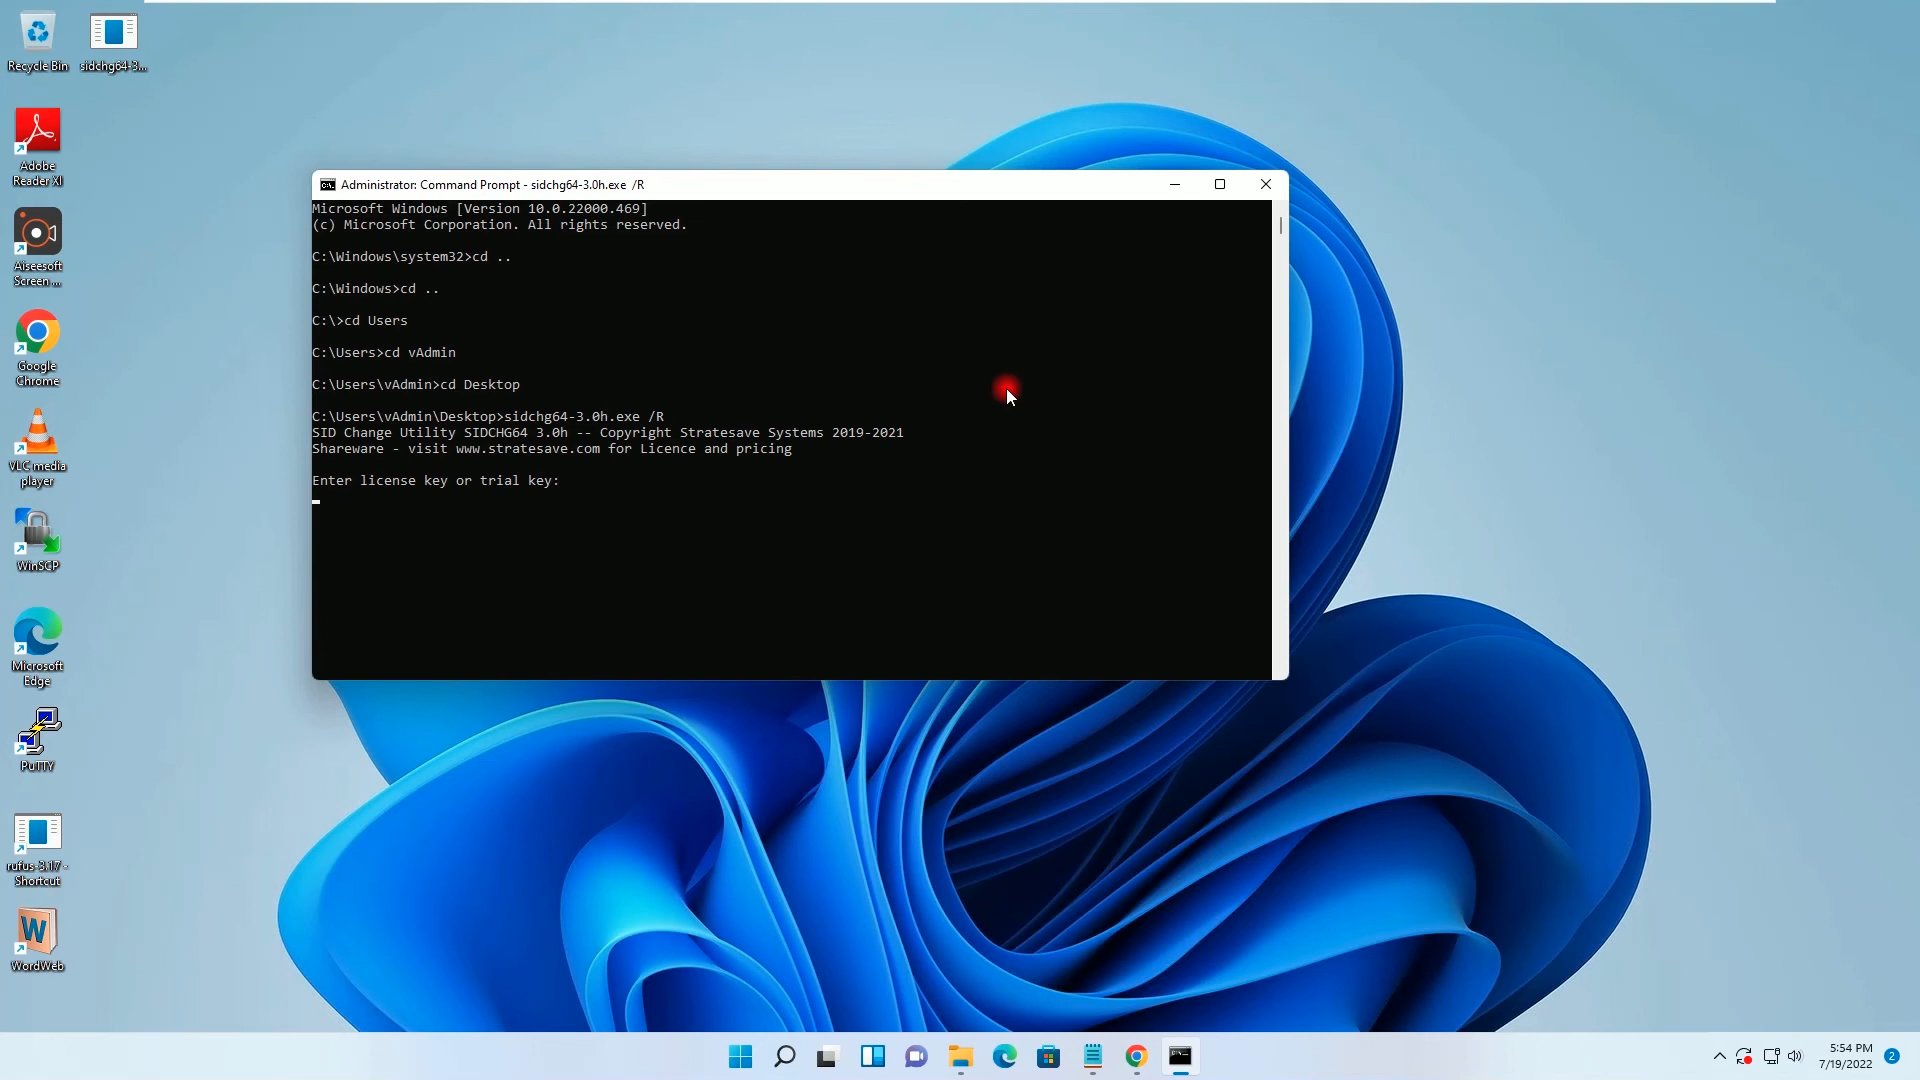 Recycle Bin
sidchg64-3...
Adobe
Reader XI
Aiseesoft
Screen ...
Google
Chrome
VLC media
player
WinSCP
Microsoft
Edge
PuTTY
rufus-3.17 -
Shortcut
WordWeb
Administrator: Command Prompt - sidchg64-3.0h.exe /R
Microsoft Windows [Version 10.0.22000.469]
(c) Microsoft Corporation. All rights reserved.
C:\Windows\system32>cd ..
C:\Windows>cd ..
C:\>cd Users
C:\Users>cd vAdmin
C:\Users\vAdmin>cd Desktop
C:\Users\vAdmin\Desktop>sidchg64-3.0h.exe /R
SID Change Utility SIDCHG64 3.0h -- Copyright Stratesave Systems 2019-2021
Shareware - visit www.stratesave.com for Licence and pricing
Enter license key or trial key:
5:54 PM
7/19/2022
2